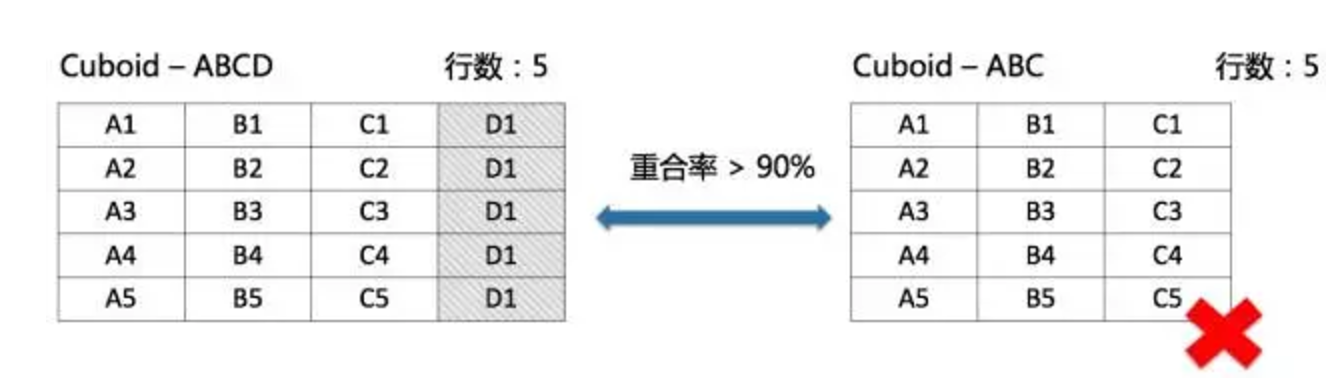 Cuboid – ABCD 行数：5
A1 B1 C1 D1
A2 B2 C2 D1
A3 B3 C3 D1
A4 B4 C4 D1
A5 B5 C5 D1
重合率 > 90%
Cuboid – ABC 行数：5
A1 B1 C1
A2 B2 C2
A3 B3 C3
A4 B4 C4
A5 B5 C5